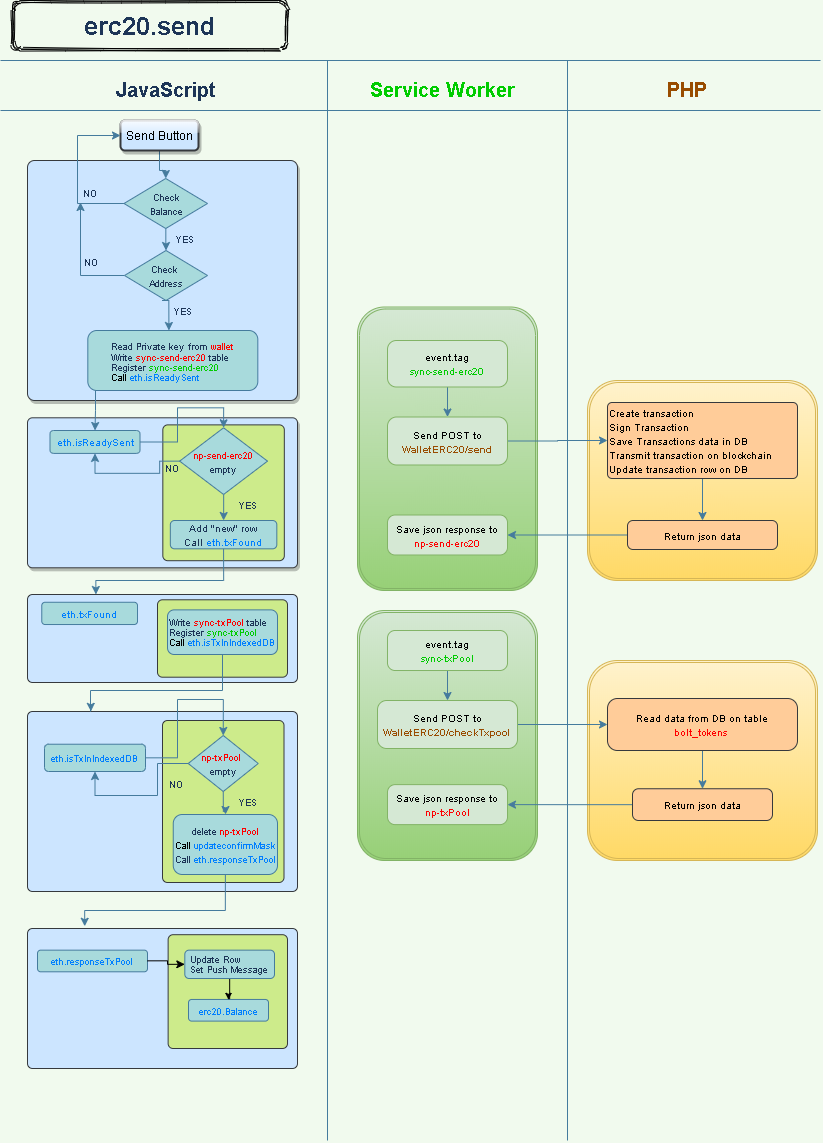 erc20.send
JavaScript
Service Worker
PHP
Send Button
Check
Balance
NO
YES
Check
Address
NO
YES
Read Private key from wallet
Write sync-send-erc20 table
Register sync-send-erc20
Call eth.isReadySent
eth.isReadySent
np-send-erc20
empty
NO
YES
Add "new" row
Call eth.txFound
eth.txFound
Write sync-txPool table
Register sync-txPool
Call eth.isTxInIndexedDB
eth.isTxInIndexedDB
np-txPool
empty
NO
YES
delete np-txPool
Call updateconfirmMask
Call eth.responseTxPool
eth.responseTxPool
Update Row
Set Push Message
erc20.Balance
event.tag
sync-send-erc20
Send POST to
WalletERC20/send
Save json response to
np-send-erc20
event.tag
sync-txPool
Send POST to
WalletERC20/checkTxpool
Save json response to
np-txPool
Create transaction
Sign Transaction
Save Transactions data in DB
Transmit transaction on blockchain
Update transaction row on DB
Return json data
Read data from DB on table
bolt_tokens
Return json data